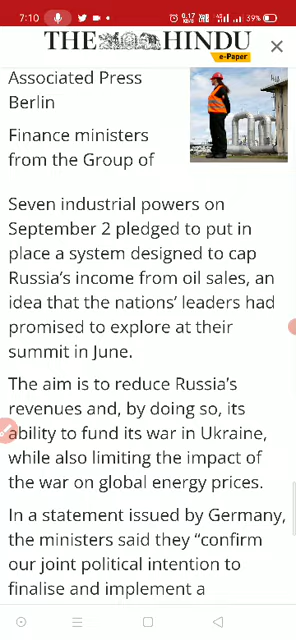 7:10
0.17
39%
THE HINDU
e-Paper
Associated Press
Berlin
Finance ministers
from the Group of
Seven industrial powers on
September 2 pledged to put in
place a system designed to cap
Russia's income from oil sales, an
idea that the nations' leaders had
promised to explore at their
summit in June.
The aim is to reduce Russia's
revenues and, by doing so, its
ability to fund its war in Ukraine,
while also limiting the impact of
the war on global energy prices.
In a statement issued by Germany,
the ministers said they “confirm
our joint political intention to
finalise and implement a